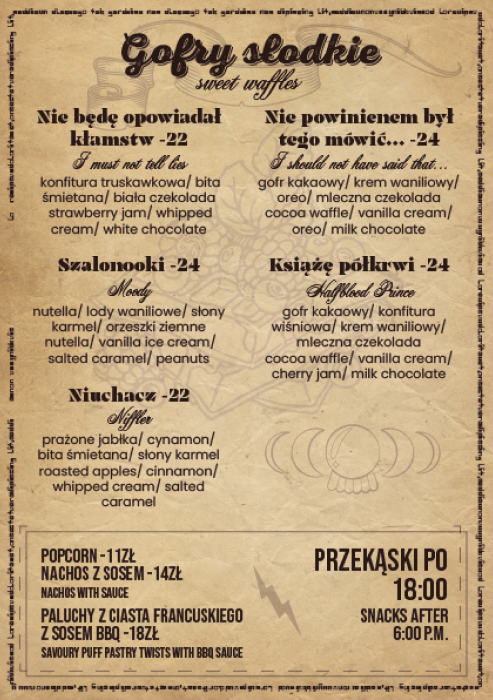 Gofry słodkie
sweet waffles
Nie będę opowiadał
kłamstw -22
I must not tell lies
konfitura truskawkowa/ bita
śmietana/ biała czekolada
strawberry jam/ whipped
cream/ white chocolate
Szalonooki -24
Moody
nutella/ lody waniliowe/ słony
karmel/ orzeszki ziemne
nutella/ vanilla ice cream/
salted caramel/ peanuts
Niuchacz -22
Niffler
prażone jabłka/ cynamon/
bita śmietana/ słony karmel
roasted apples/ cinnamon/
whipped cream/ salted
caramel
Nie powinienem był
tego mówić... -24
I should not have said that...
gofr kakaowy/ krem waniliowy/
oreo/ mleczna czekolada
cocoa waffle/ vanilla cream/
oreo/ milk chocolate
Książę półkrwi -24
Halfblood Prince
gofr kakaowy/ konfitura
wiśniowa/ krem waniliowy/
mleczna czekolada
cocoa waffle/ vanilla cream/
cherry jam/ milk chocolate
POPCORN -11ZŁ
NACHOS Z SOSEM -14ZŁ
NACHOS WITH SAUCE
PALUCHY Z CIASTA FRANCUSKIEGO
Z SOSEM BBQ -18ZŁ
SAVOURY PUFF PASTRY TWISTS WITH BBQ SAUCE
PRZEKĄSKI PO
18:00
SNACKS AFTER
6:00 P.M.